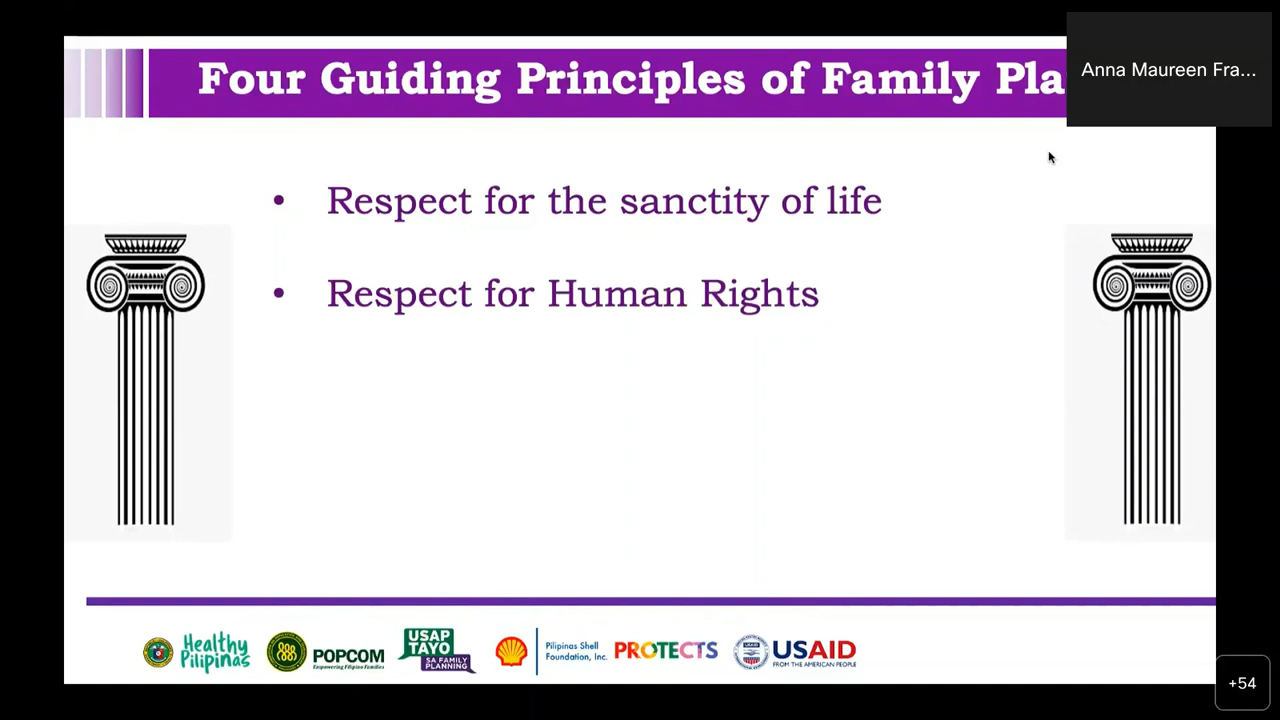 Four Guiding Principles of Family Pla
Anna Maureen Fra...
• Respect for the sanctity of life
• Respect for Human Rights
Healthy Pilipinas
POPCOM
Empowering Filipino Families
USAP TAYO
SA FAMILY PLANNING
Pilipinas Shell
Foundation, Inc.
PROTECTS
USAID
FROM THE AMERICAN PEOPLE
+54